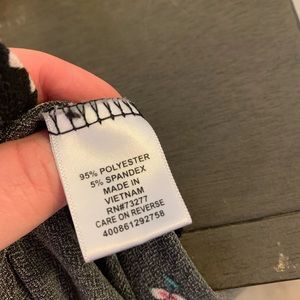 95% POLYESTER
5% SPANDEX
MADE IN
VIETNAM
RN#73277
CARE ON REVERSE
400861292758